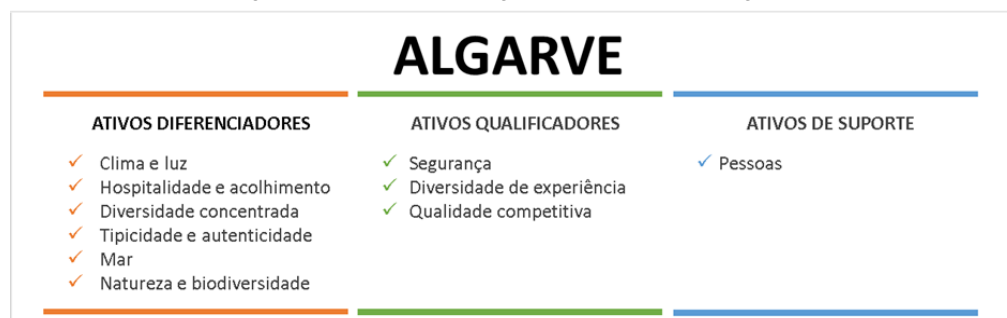 ALGARVE
ATIVOS DIFERENCIADORES
Clima e luz
Hospitalidade e acolhimento
Diversidade concentrada
Tipicidade e autenticidade
Mar
Natureza e biodiversidade
ATIVOS QUALIFICADORES
Segurança
Diversidade de experiência
Qualidade competitiva
ATIVOS DE SUPORTE
Pessoas